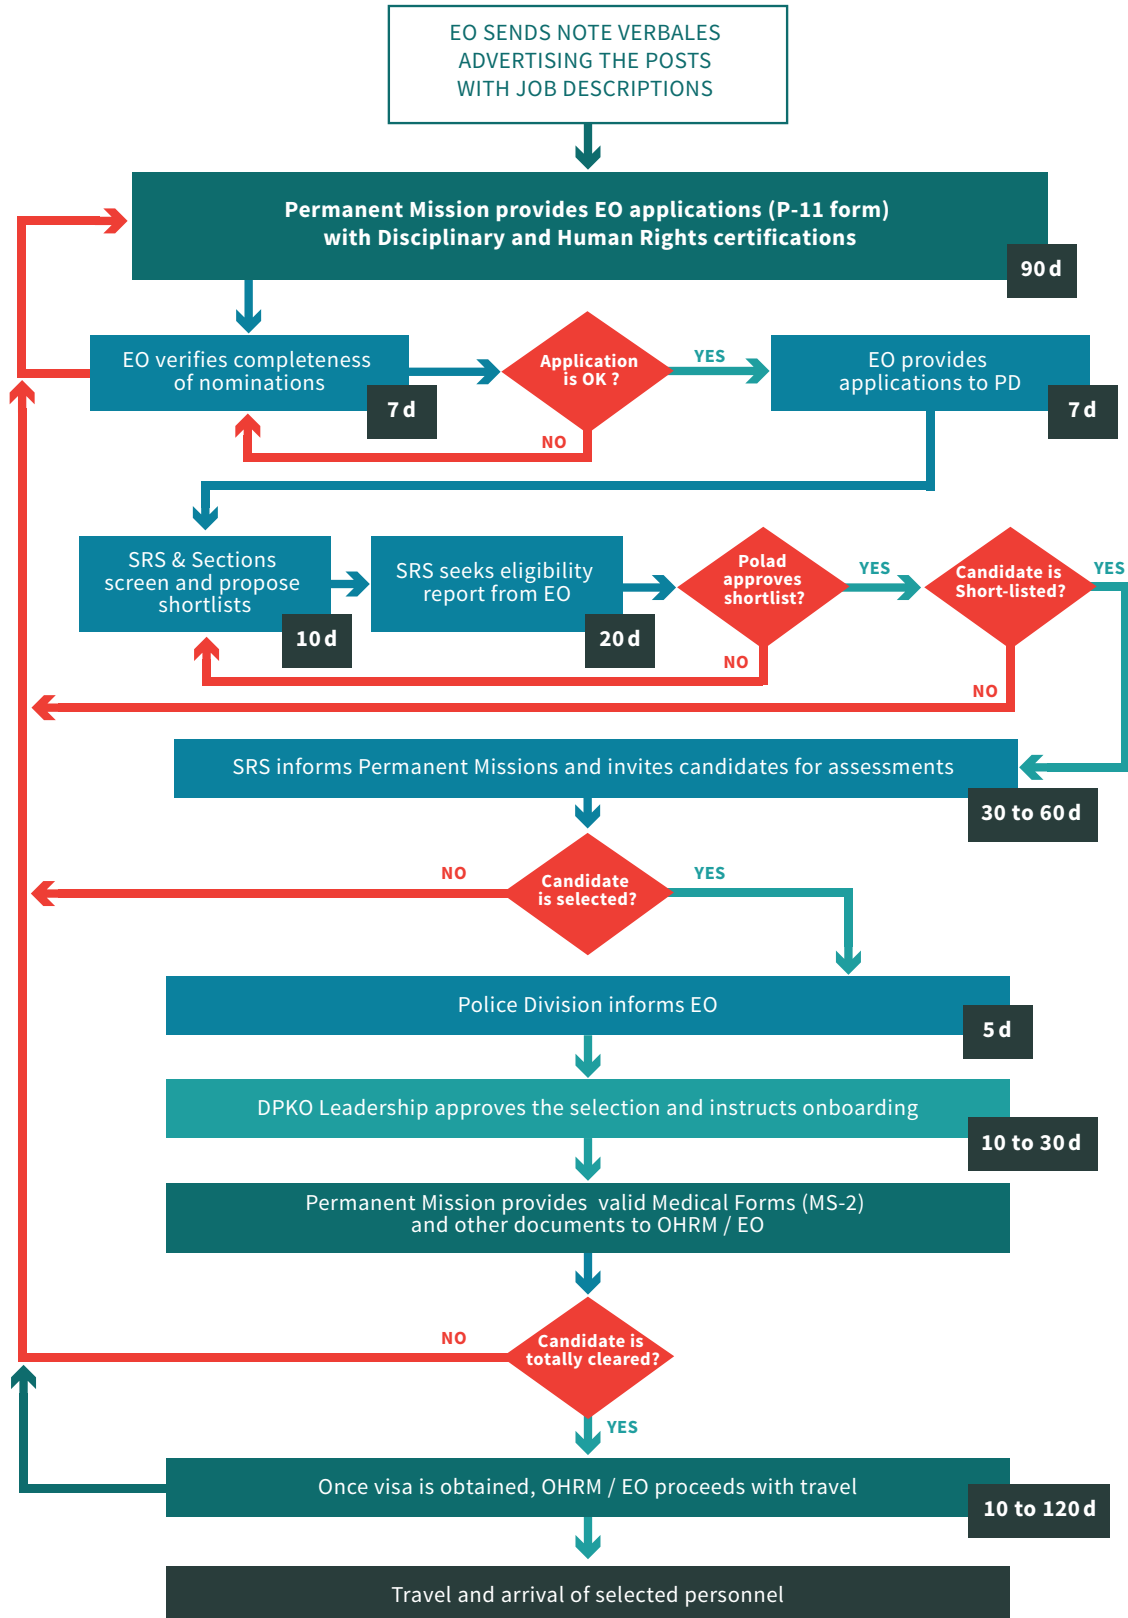 EO SENDS NOTE VERBALES
ADVERTISING THE POSTS
WITH JOB DESCRIPTIONS
Permanent Mission provides EO applications (P-11 form)
with Disciplinary and Human Rights certifications
90 d
EO verifies completeness
of nominations
7 d
Application
is OK ?
YES
NO
EO provides
applications to PD
7 d
SRS & Sections
screen and propose
shortlists
10 d
SRS seeks eligibility
report from EO
20 d
Polad
approves
shortlist?
YES
NO
Candidate is
Short-listed?
YES
NO
SRS informs Permanent Missions and invites candidates for assessments
30 to 60 d
NO
Candidate
is selected?
YES
Police Division informs EO
5 d
DPKO Leadership approves the selection and instructs onboarding
10 to 30 d
Permanent Mission provides valid Medical Forms (MS-2)
and other documents to OHRM / EO
NO
Candidate is
totally cleared?
YES
Once visa is obtained, OHRM / EO proceeds with travel
10 to 120 d
Travel and arrival of selected personnel